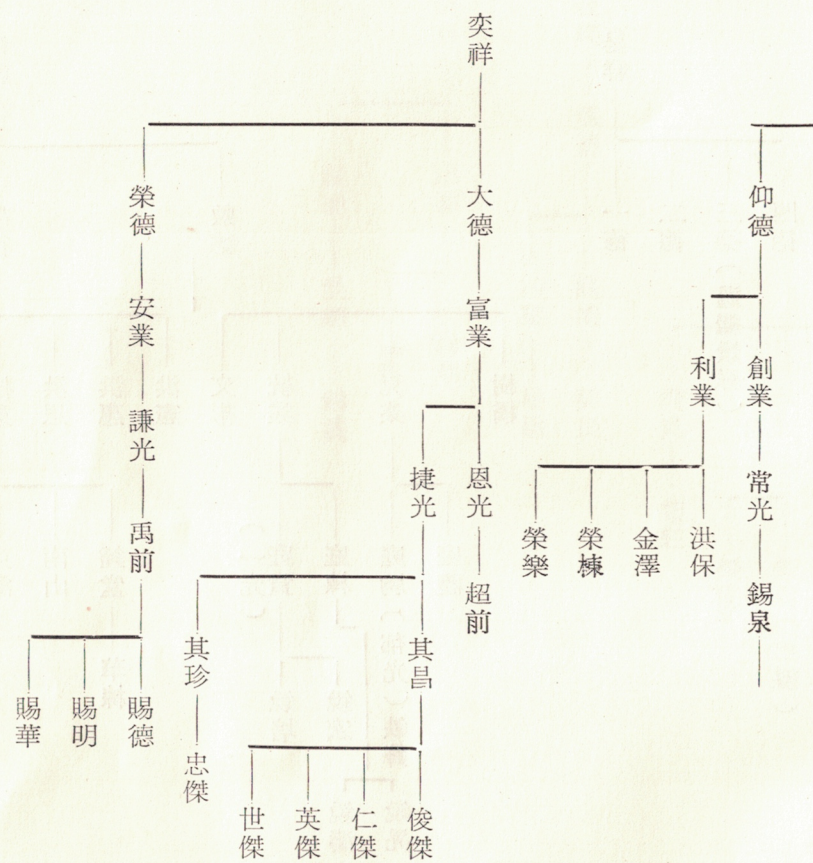 仰德
創業
常光
錫泉
利業
洪保
金澤
榮棟
榮樂
奕祥
大德
富業
恩光
超前
捷光
其昌
俊傑
仁傑
英傑
世傑
其珍
忠傑
榮德
安業
謙光
禹前
賜德
賜明
賜華